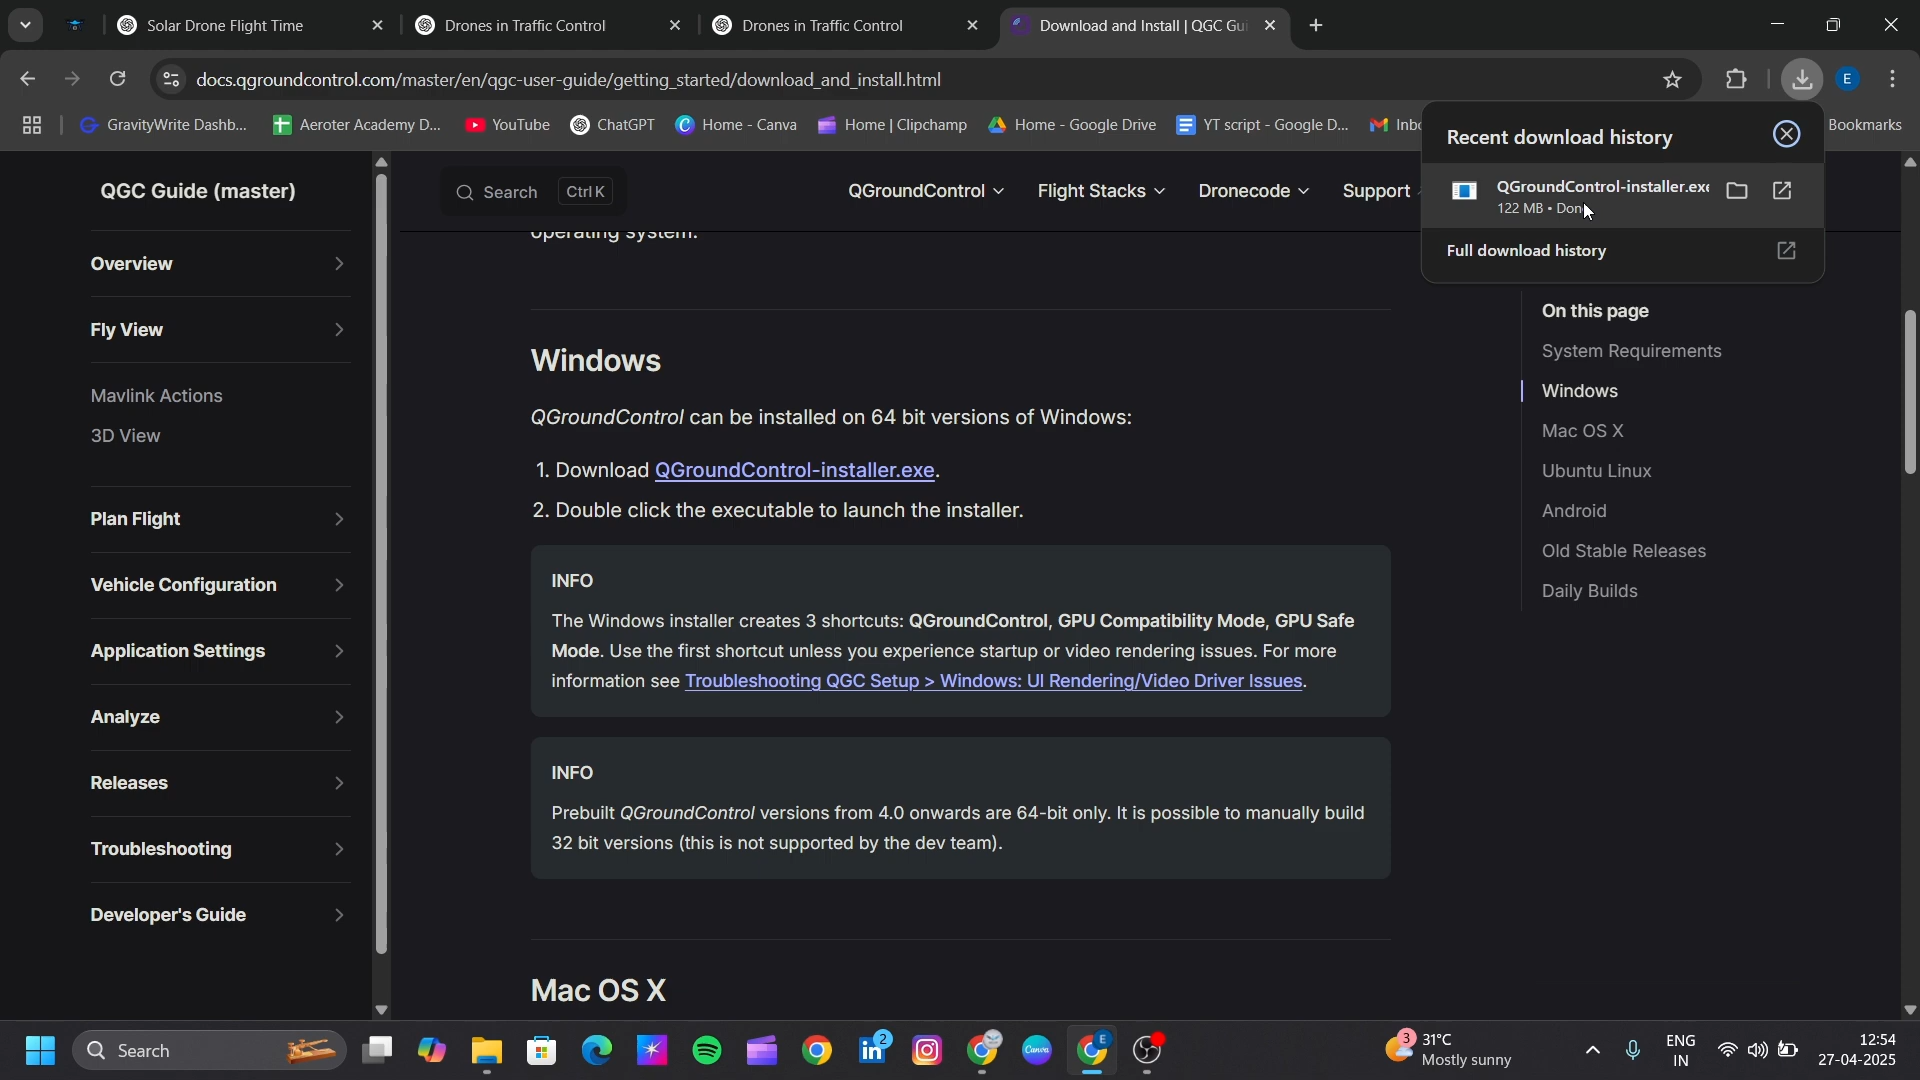 Solar Drone Flight Time
Drones in Traffic Control
Drones in Traffic Control
Download and Install | QGC Gui
docs.qgroundcontrol.com/master/en/qgc-user-guide/getting_started/download_and_install.html
E
GravityWrite Dashb...
Aeroter Academy D...
YouTube
ChatGPT
Home - Canva
Home | Clipchamp
Home - Google Drive
YT script - Google D...
Inbo
Bookmarks
Recent download history
QGroundControl-installer.exe
122 MB • Don
Full download history
QGC Guide (master)
Search
Ctrl K
QGroundControl
Flight Stacks
Dronecode
Support
Overview
Fly View
Mavlink Actions
3D View
Plan Flight
Vehicle Configuration
Application Settings
Analyze
Releases
Troubleshooting
Developer's Guide
operating system.
Windows
QGroundControl can be installed on 64 bit versions of Windows:
1. Download QGroundControl-installer.exe.
2. Double click the executable to launch the installer.
INFO
The Windows installer creates 3 shortcuts: QGroundControl, GPU Compatibility Mode, GPU Safe
Mode. Use the first shortcut unless you experience startup or video rendering issues. For more
information see Troubleshooting QGC Setup > Windows: UI Rendering/Video Driver Issues.
INFO
Prebuilt QGroundControl versions from 4.0 onwards are 64-bit only. It is possible to manually build
32 bit versions (this is not supported by the dev team).
Mac OS X
On this page
System Requirements
Windows
Mac OS X
Ubuntu Linux
Android
Old Stable Releases
Daily Builds
Search
2
Canva
E
3
31°C
Mostly sunny
ENG
IN
12:54
27-04-2025